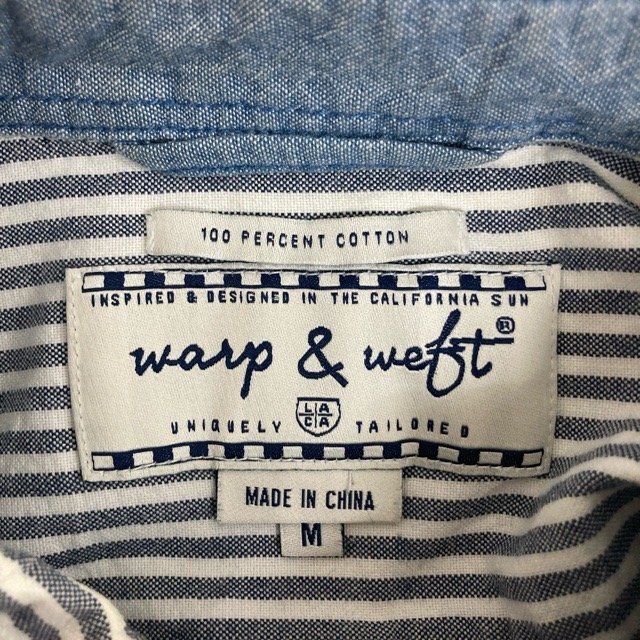 100 PERCENT COTTON
INSPIRED & DESIGNED IN THE CALIFORNIA SUN
warp & weft®
LA
CA
UNIQUELY TAILORED
MADE IN CHINA
M